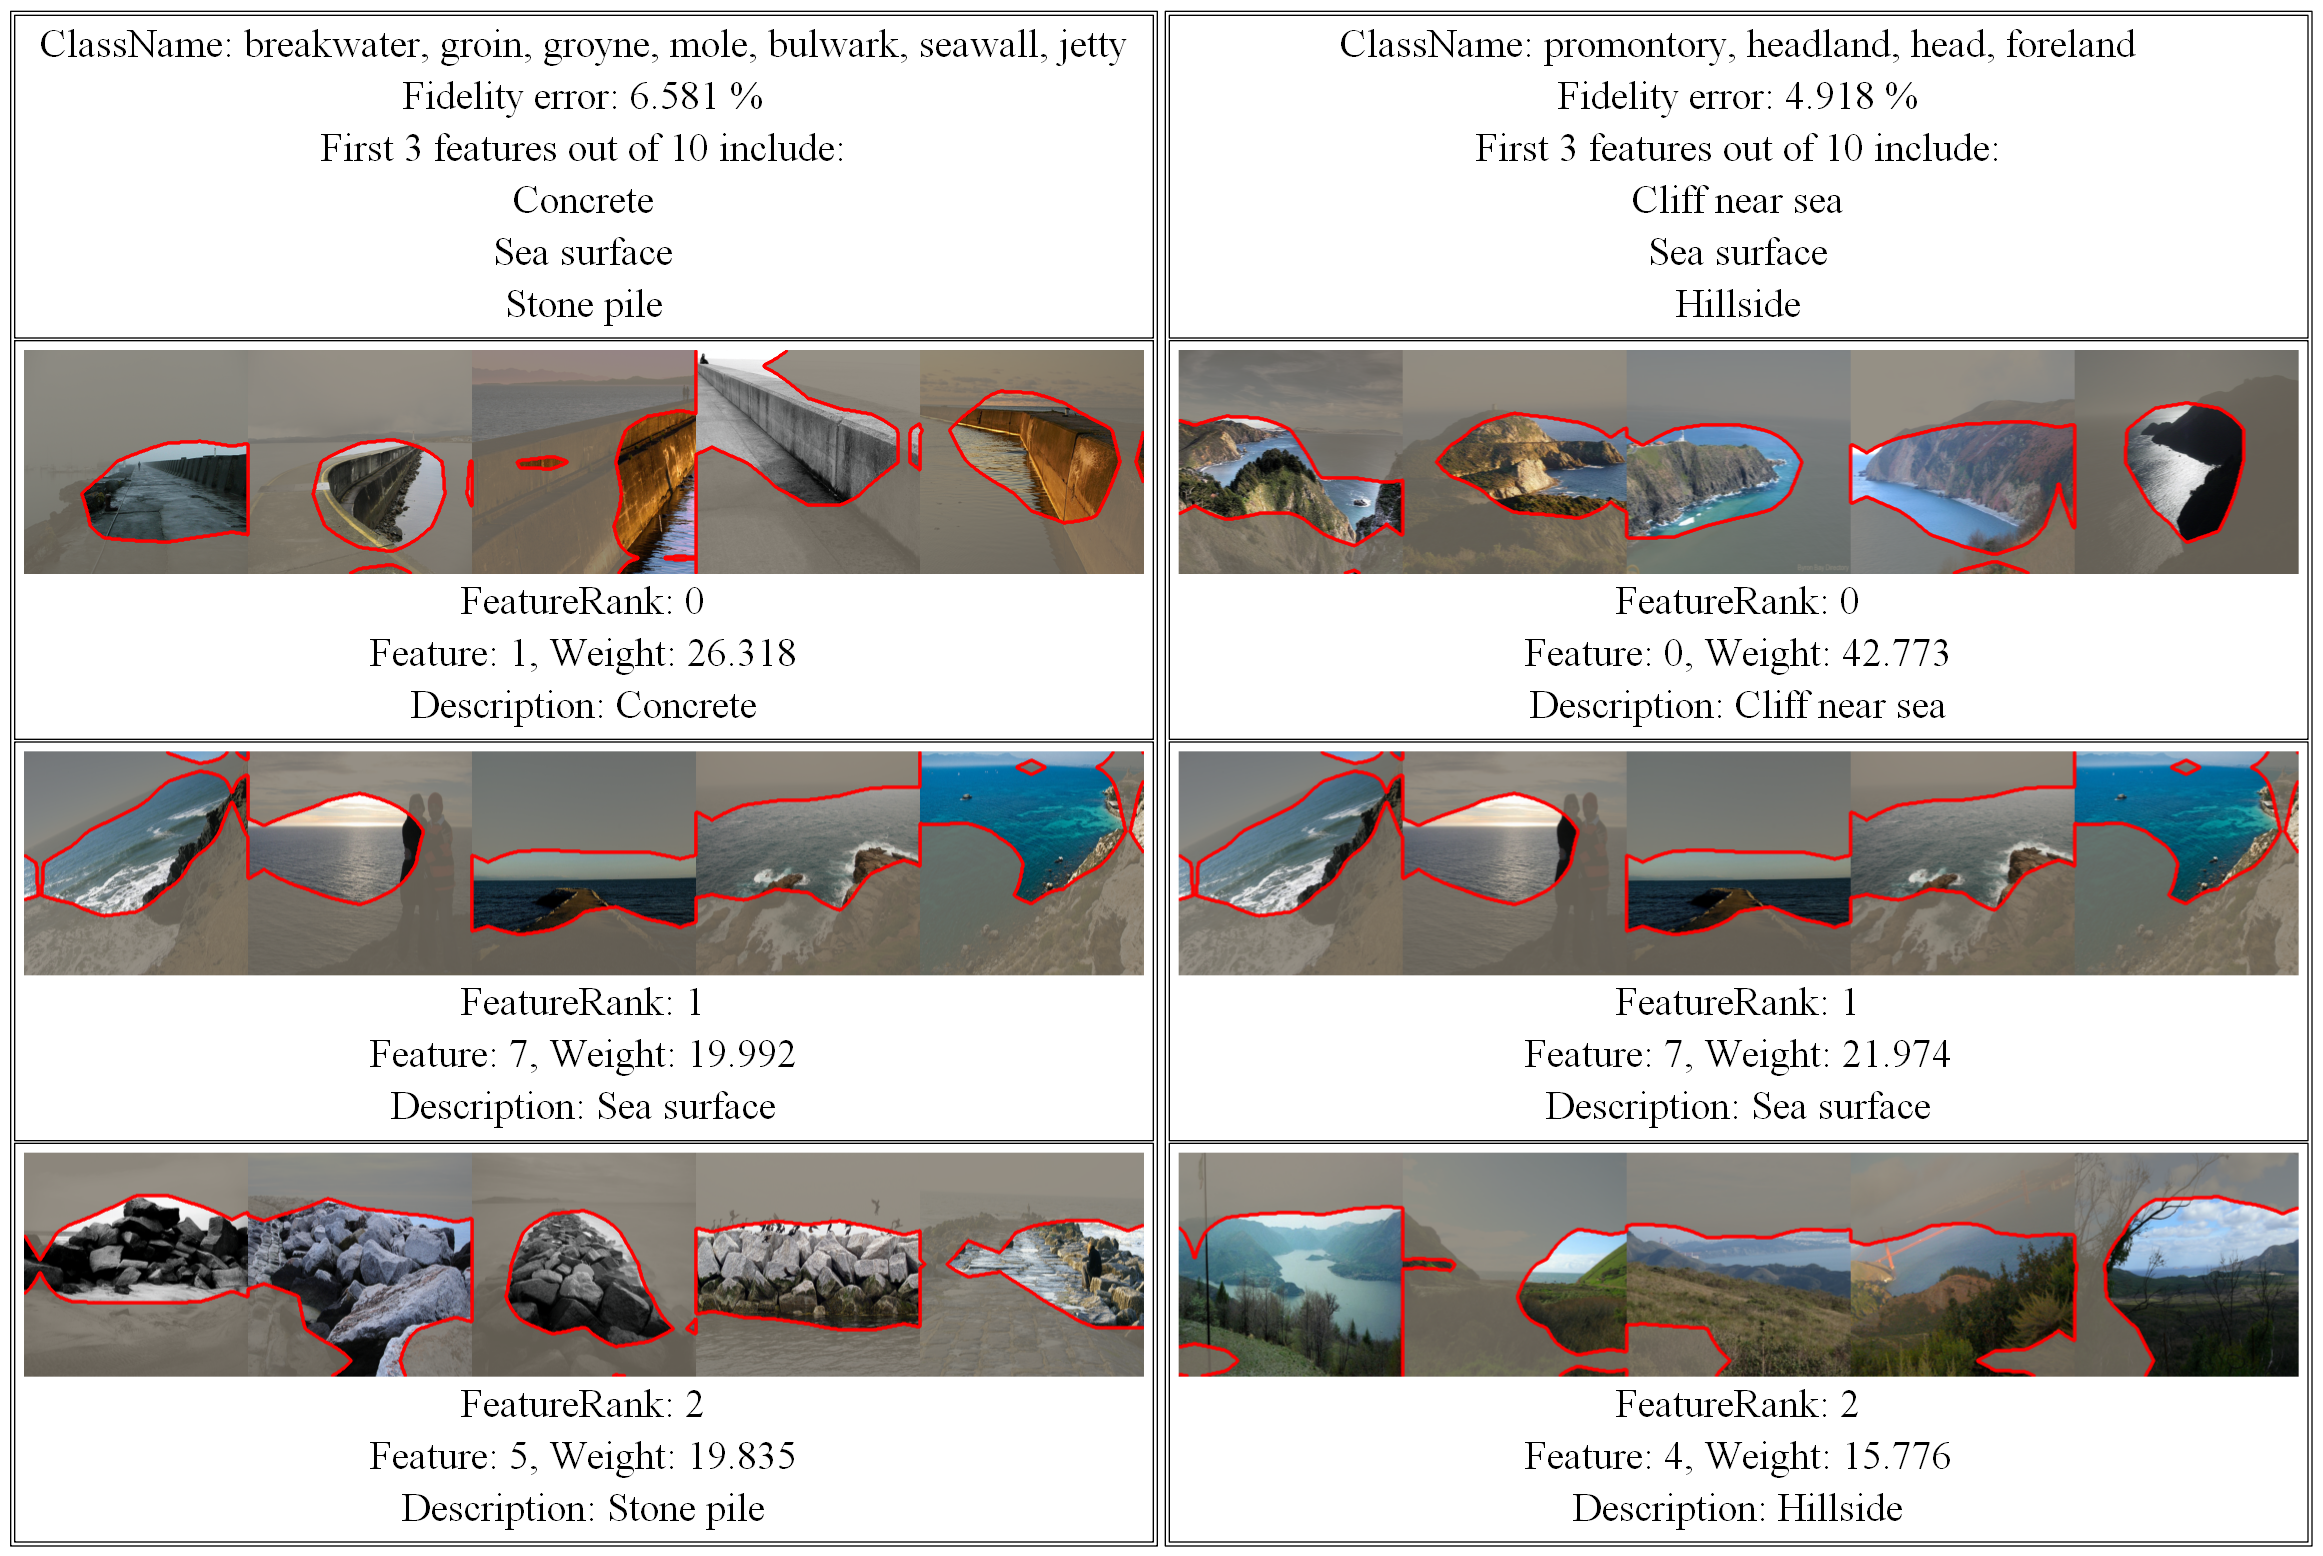 ClassName: breakwater, groin, groyne, mole, bulwark, seawall, jetty
Fidelity error: 6.581 %
First 3 features out of 10 include:
Concrete
Sea surface
Stone pile
FeatureRank: 0
Feature: 1, Weight: 26.318
Description: Concrete
FeatureRank: 1
Feature: 7, Weight: 19.992
Description: Sea surface
FeatureRank: 2
Feature: 5, Weight: 19.835
Description: Stone pile
ClassName: promontory, headland, head, foreland
Fidelity error: 4.918 %
First 3 features out of 10 include:
Cliff near sea
Sea surface
Hillside
FeatureRank: 0
Feature: 0, Weight: 42.773
Description: Cliff near sea
FeatureRank: 1
Feature: 7, Weight: 21.974
Description: Sea surface
FeatureRank: 2
Feature: 4, Weight: 15.776
Description: Hillside